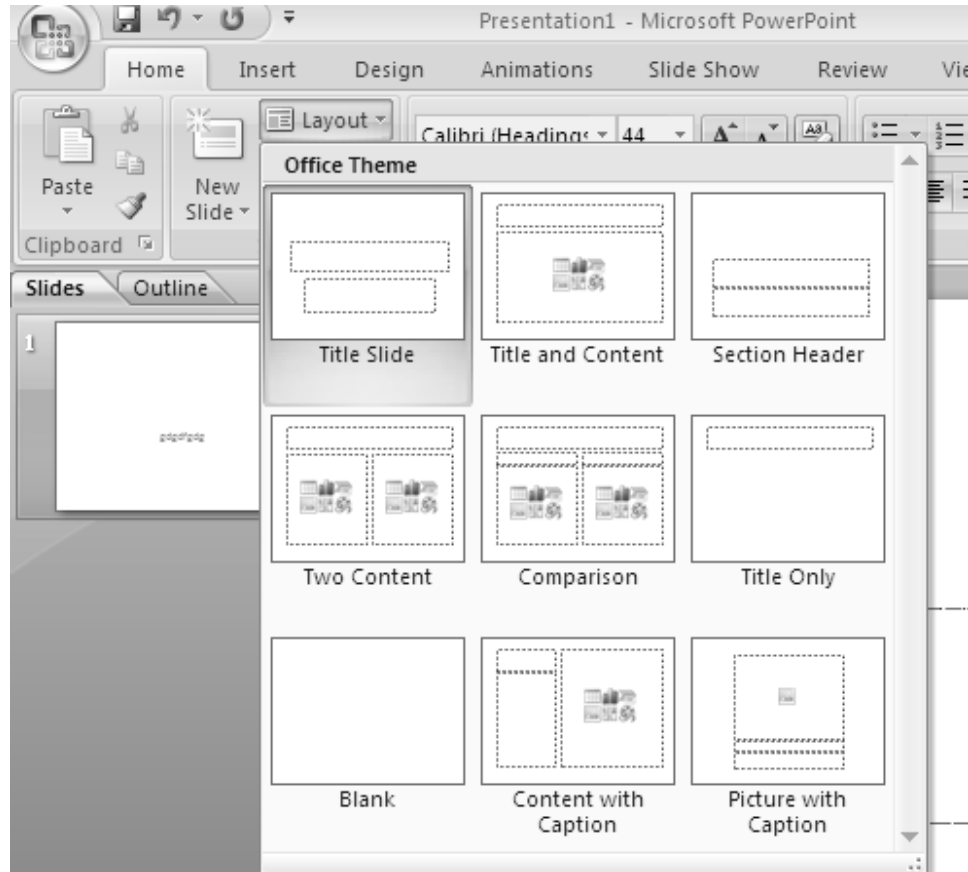 Presentation1 - Microsoft PowerPoint
Home Insert Design Animations Slide Show Review Vie
Layout
Calibri (Headings 44 A A Aa
Paste
New
Slide
Clipboard
Office Theme
Slides Outline
1
Title Slide Title and Content Section Header
Two Content Comparison Title Only
Blank Content with Caption Picture with Caption